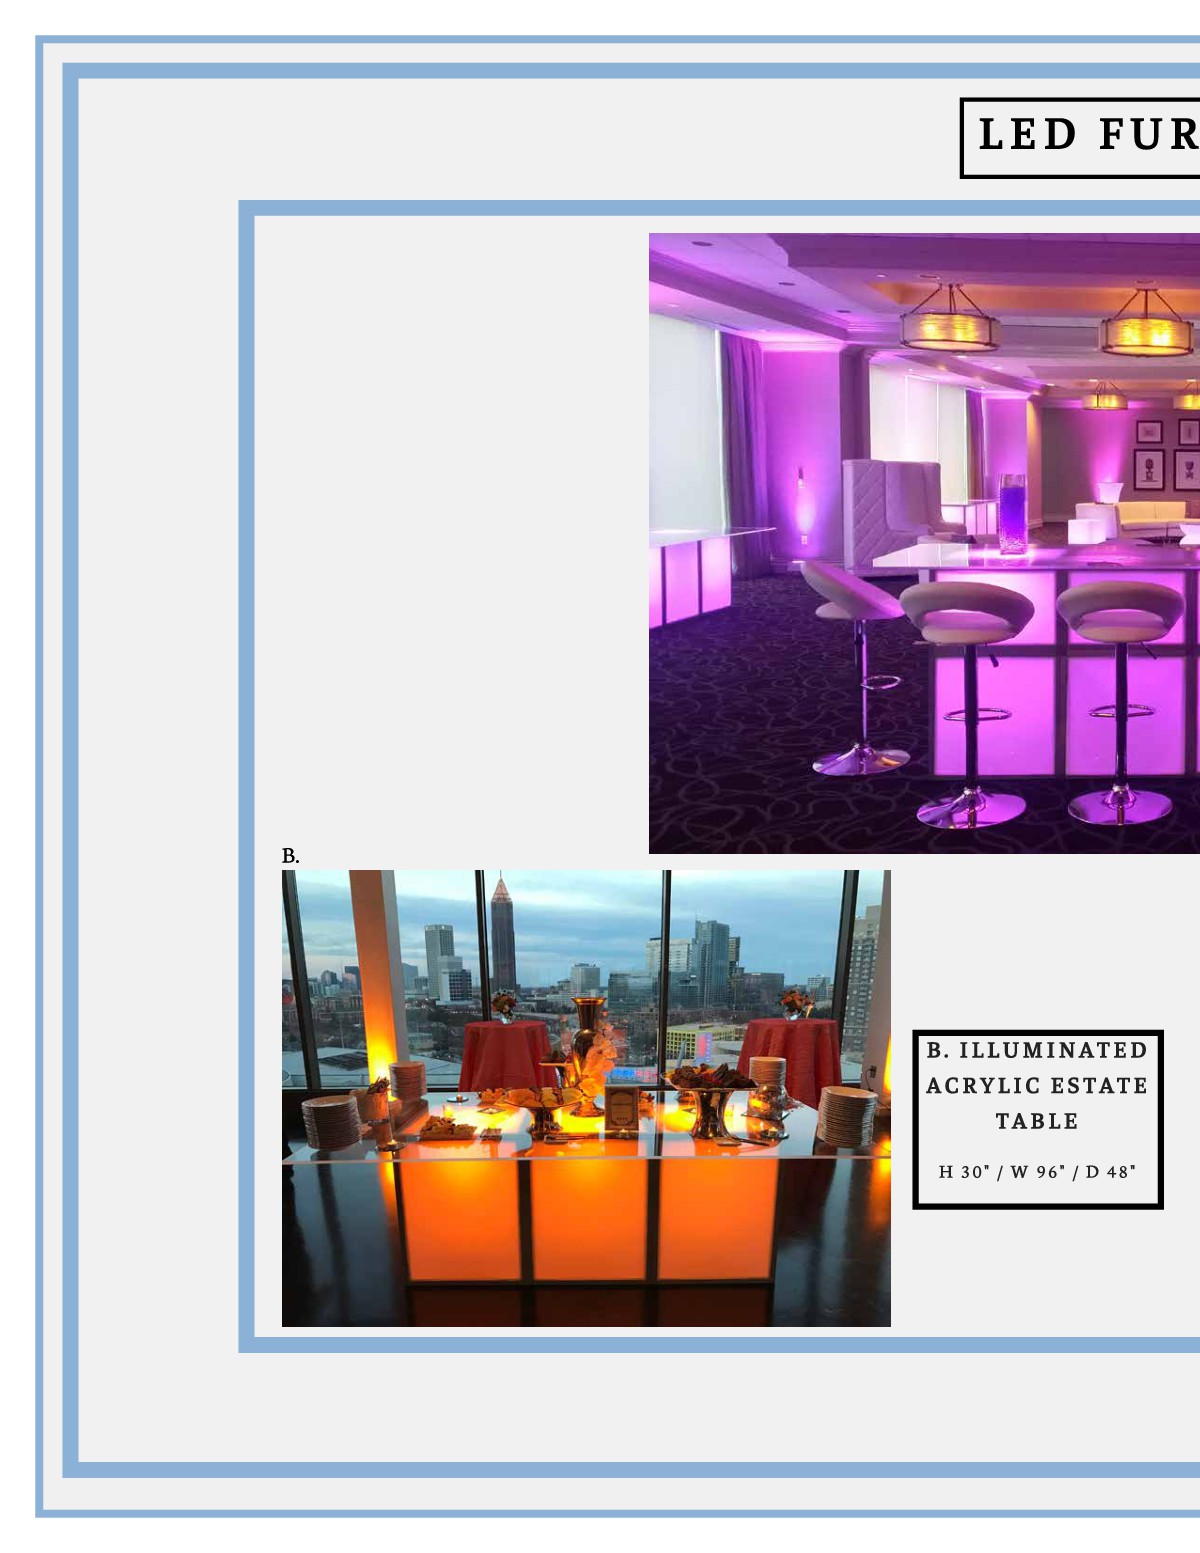 LED FUR
B.
B. ILLUMINATED
ACRYLIC ESTATE
TABLE
H 30" / W 96" / D 48"